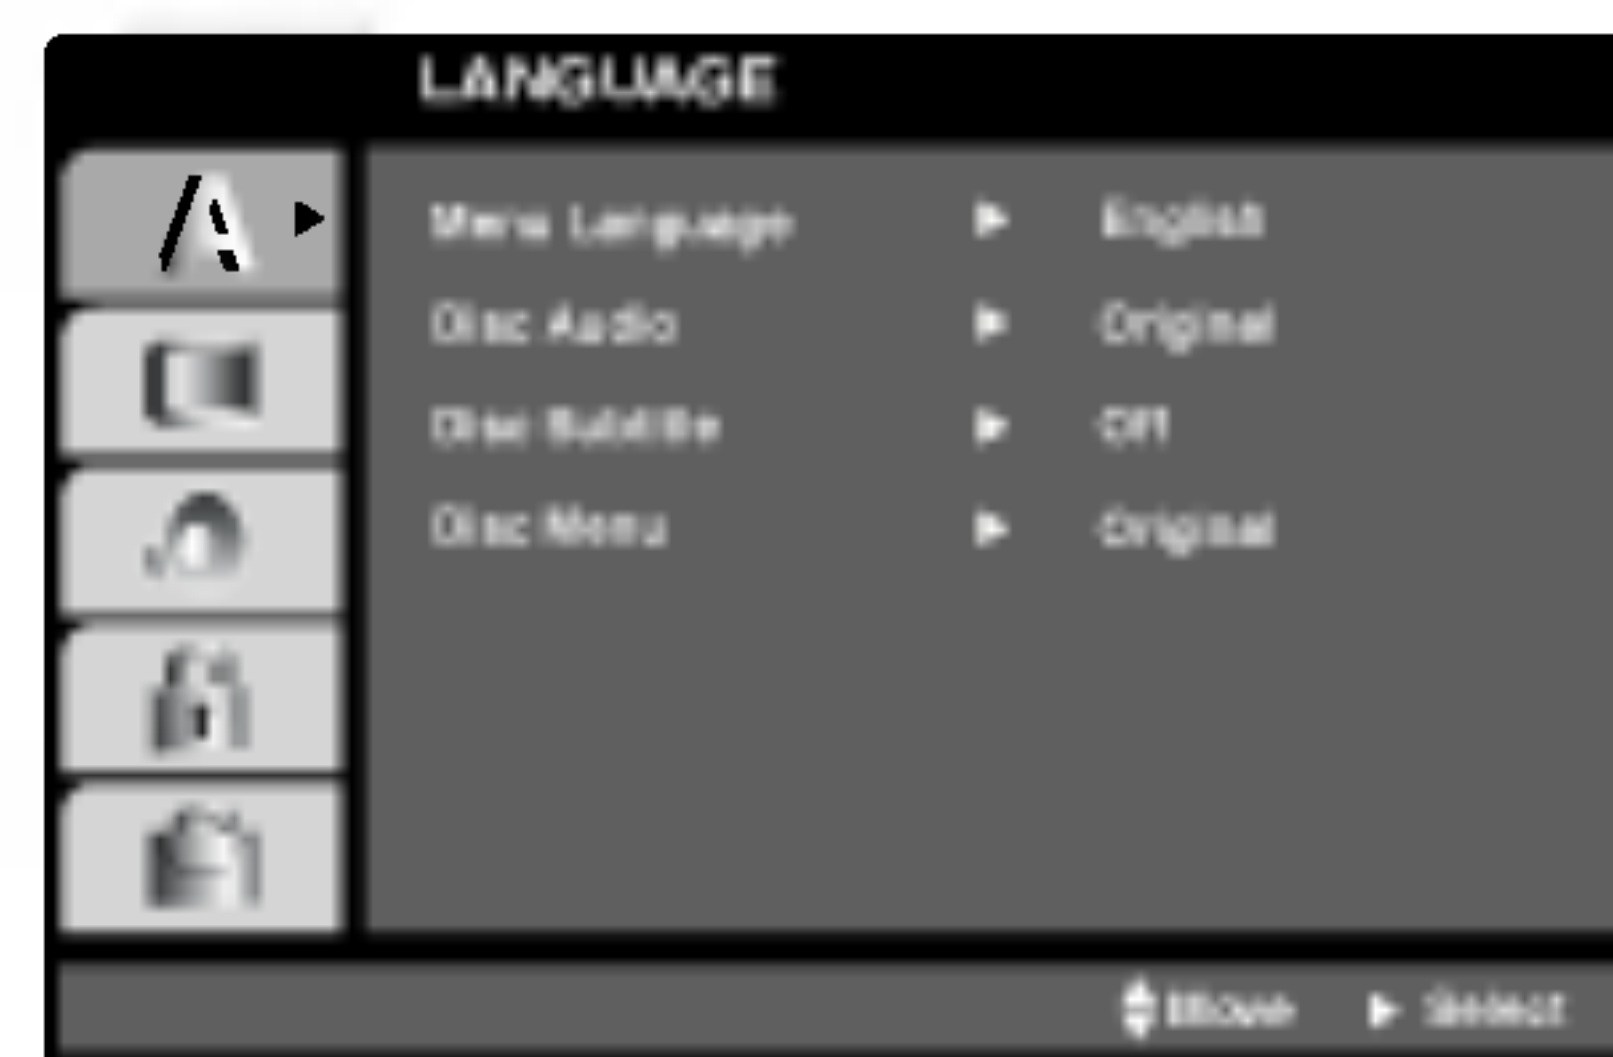 LANGUAGE
Menu Language ► English
Disc Audio ► Original
Disc Subtitle ► Off
Disc Menu ► Original
Move ► Select